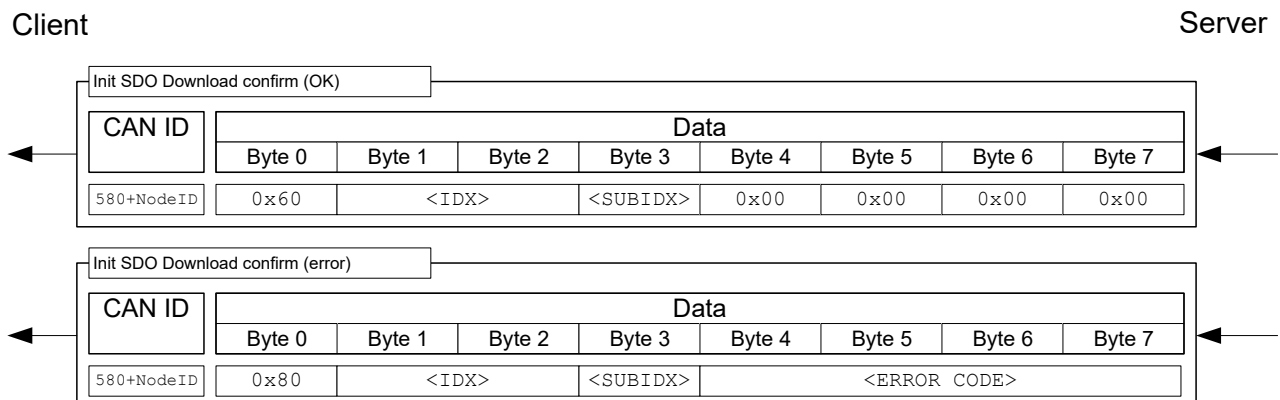 Client Server
Init SDO Download confirm (OK)
CAN ID Data
Byte 0 Byte 1 Byte 2 Byte 3 Byte 4 Byte 5 Byte 6 Byte 7
580+NodeID 0x60 <IDX> <SUBIDX> 0x00 0x00 0x00 0x00
Init SDO Download confirm (error)
CAN ID Data
Byte 0 Byte 1 Byte 2 Byte 3 Byte 4 Byte 5 Byte 6 Byte 7
580+NodeID 0x80 <IDX> <SUBIDX> <ERROR CODE>